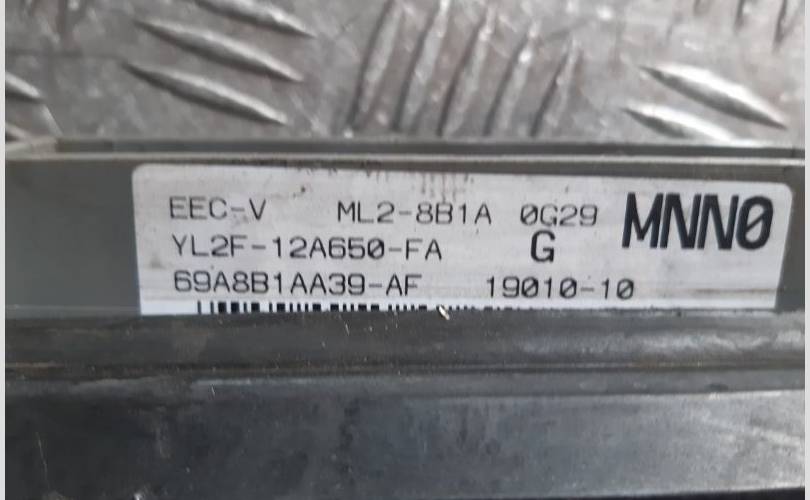 EEC-V ML2-8B1A 0G29 MNN0
YL2F-12A650-FA G
69A8B1AA39-AF 19010-10